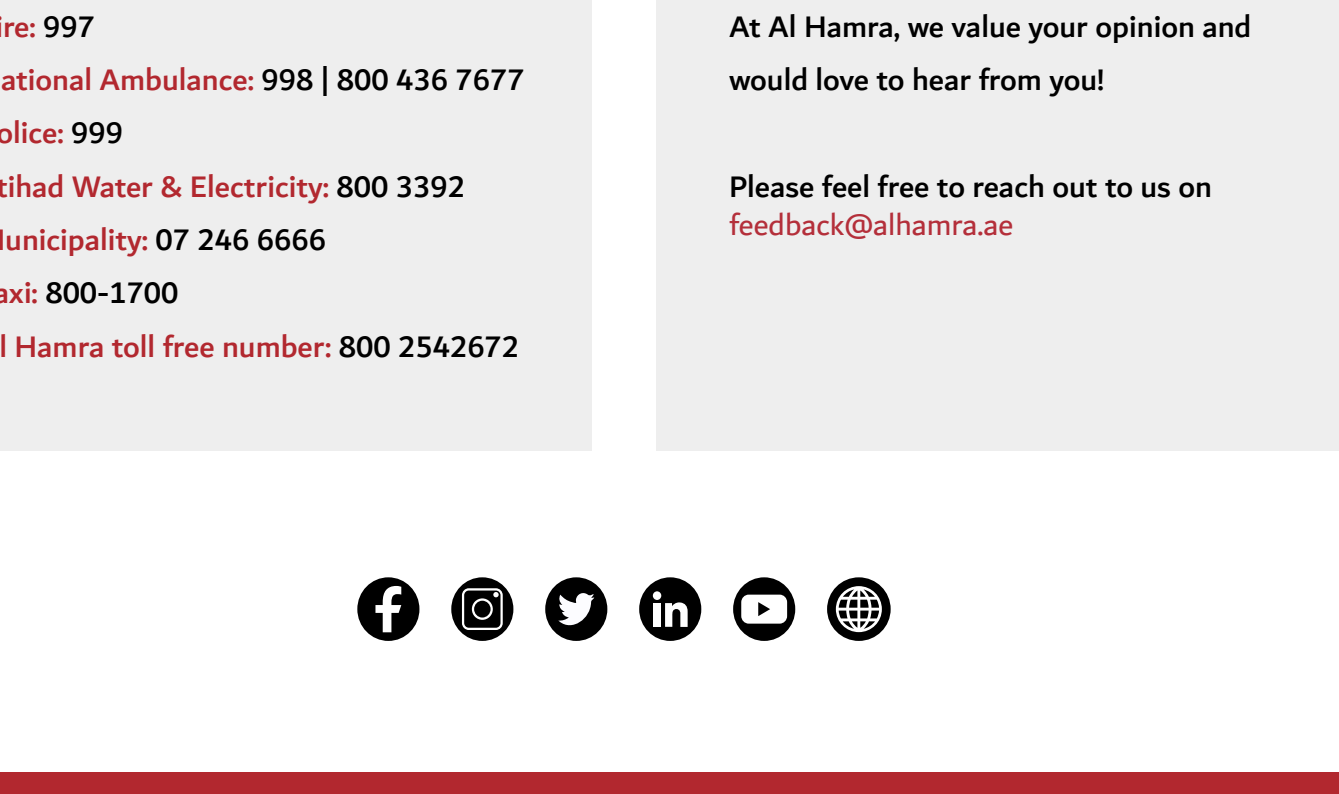 ire: 997
ational Ambulance: 998 | 800 436 7677
olice: 999
tihad Water & Electricity: 800 3392
unicipality: 07 246 6666
axi: 800-1700
l Hamra toll free number: 800 2542672
At Al Hamra, we value your opinion and
would love to hear from you!
Please feel free to reach out to us on
feedback@alhamra.ae